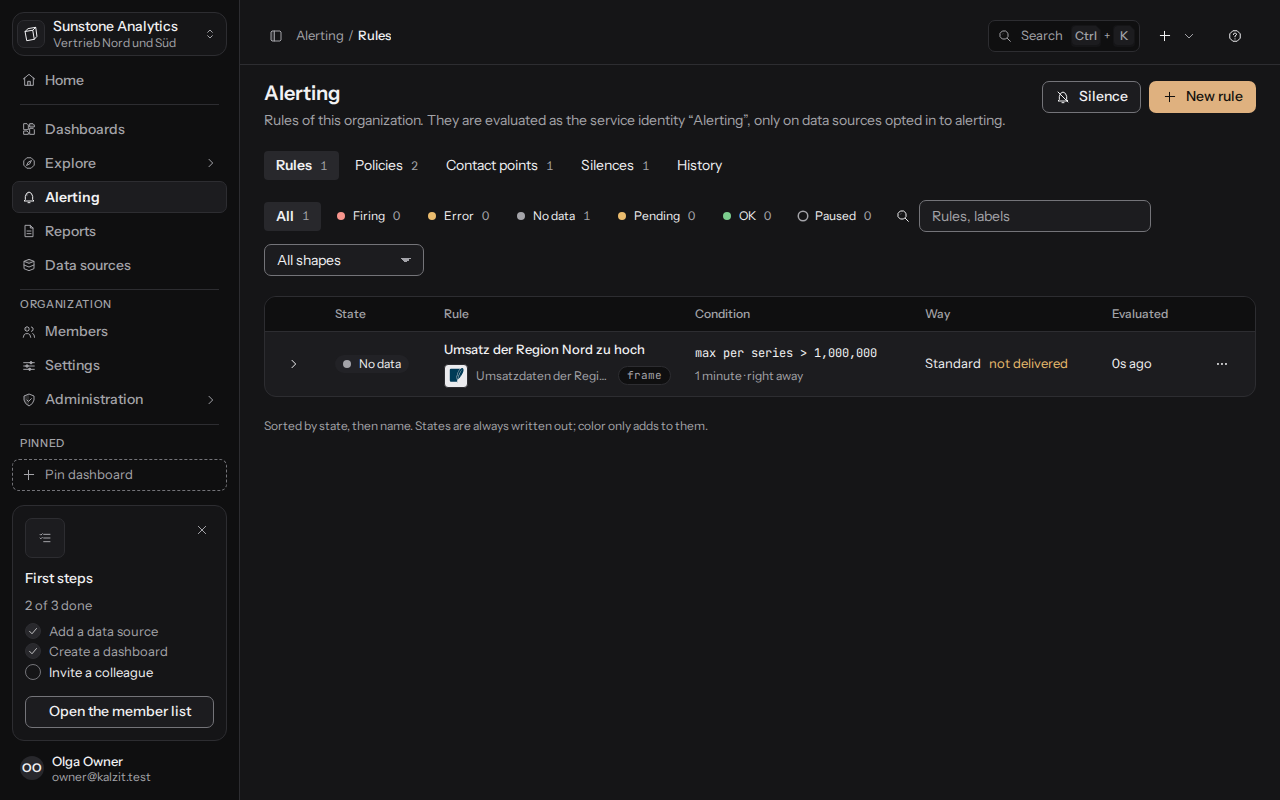 Sunstone Analytics
Vertrieb Nord und Süd
Home
Dashboards
Explore
Alerting
Reports
Data sources
ORGANIZATION
Members
Settings
Administration
PINNED
Pin dashboard
First steps
2 of 3 done
Add a data source
Create a dashboard
Invite a colleague
Open the member list
OO
Olga Owner
owner@kalzit.test
Alerting / Rules
Search Ctrl + K
Alerting
Rules of this organization. They are evaluated as the service identity “Alerting”, only on data sources opted in to alerting.
Silence
New rule
Rules 1 Policies 2 Contact points 1 Silences 1 History
All 1 Firing 0 Error 0 No data 1 Pending 0 OK 0 Paused 0 Rules, labels
All shapes
State Rule Condition Way Evaluated
No data
Umsatz der Region Nord zu hoch
Umsatzdaten der Regi... frame
max per series > 1,000,000
1 minute · right away
Standard not delivered
0s ago
Sorted by state, then name. States are always written out; color only adds to them.